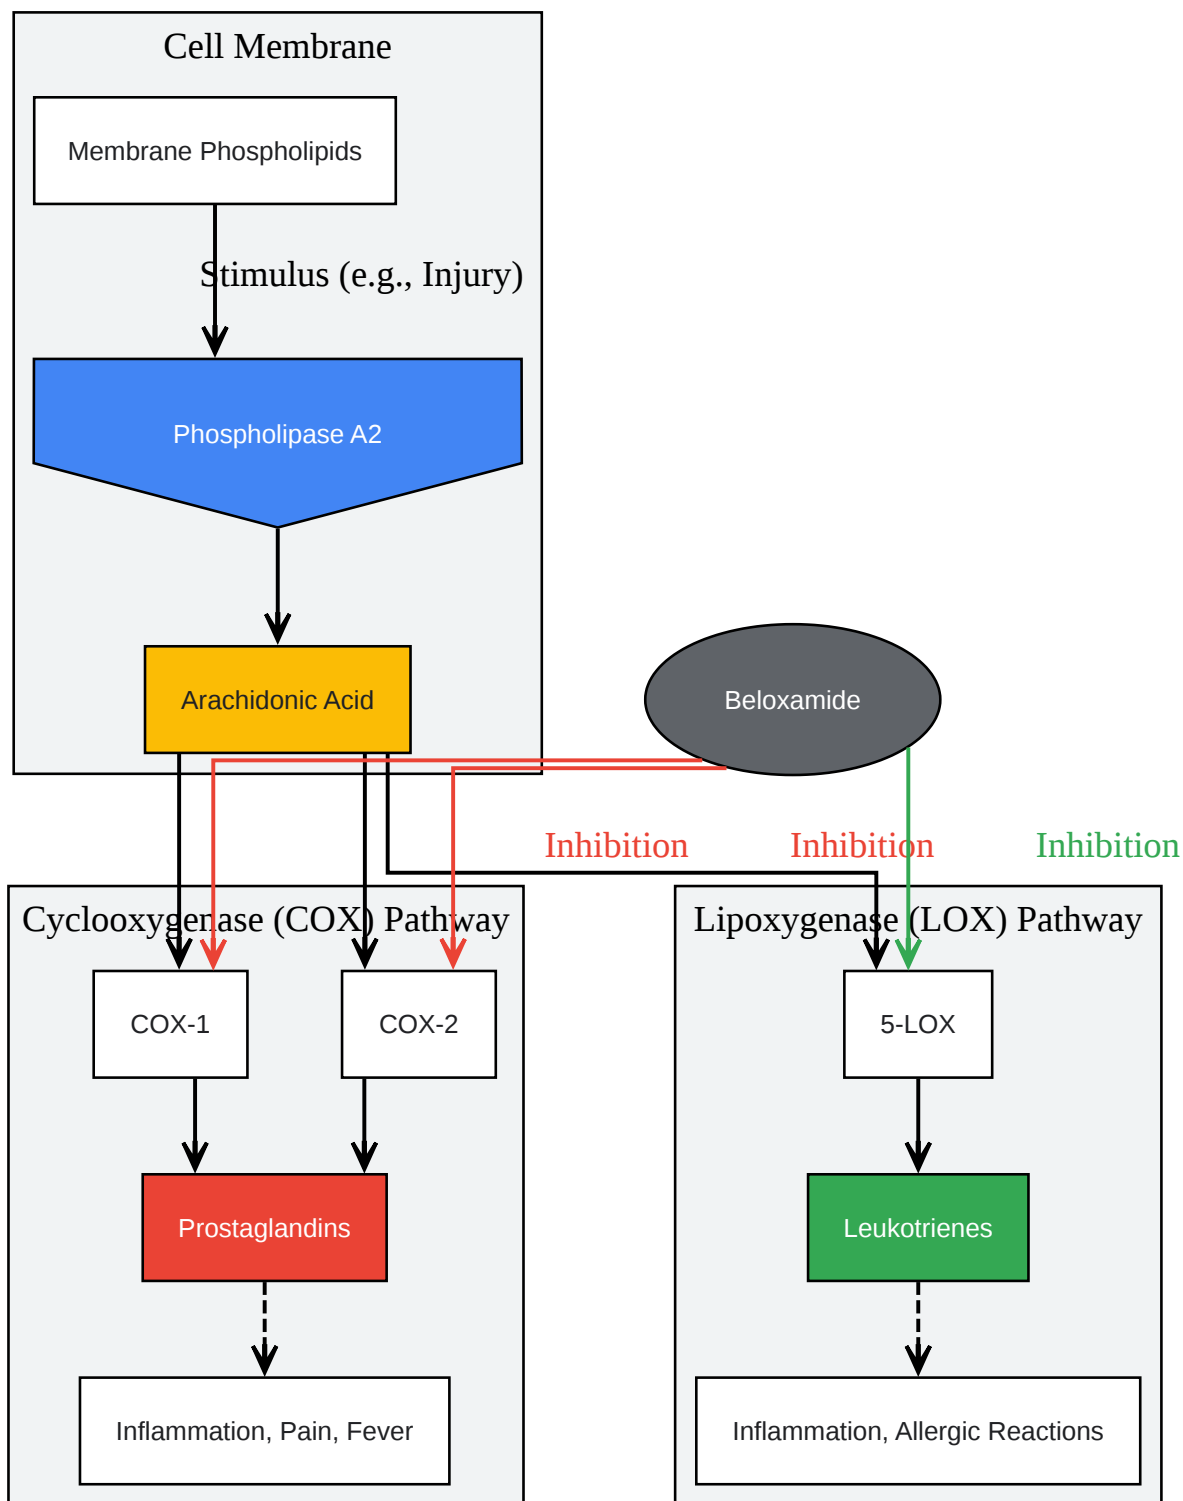 Cell Membrane
Membrane Phospholipids
Stimulus (e.g., Injury)
Phospholipase A2
Arachidonic Acid
Beloxamide
Inhibition
Inhibition
Inhibition
Cyclooxygenase (COX) Pathway
Lipoxygenase (LOX) Pathway
COX-1
COX-2
5-LOX
Prostaglandins
Leukotrienes
Inflammation, Pain, Fever
Inflammation, Allergic Reactions